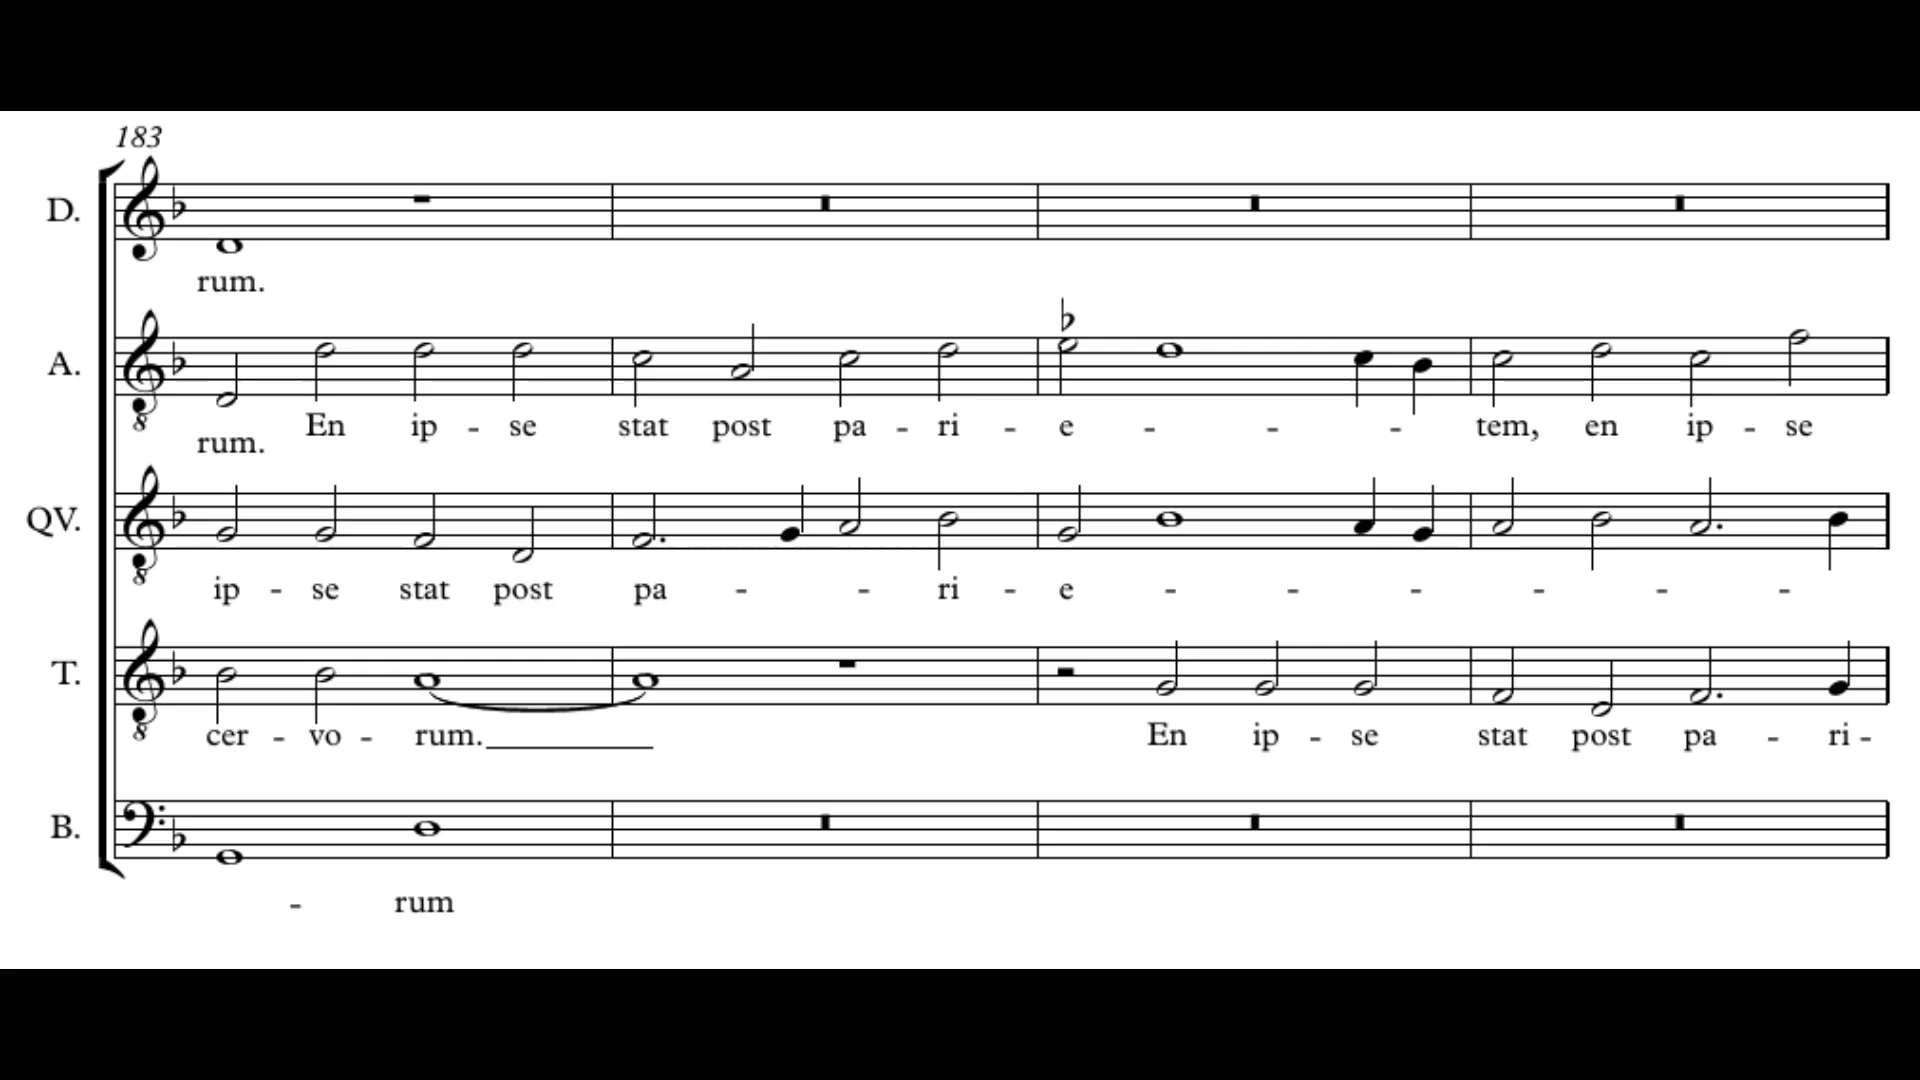 183
D.
rum.
A.
En ip - se stat post pa - ri - e - - - tem, en ip - se
rum.
QV.
ip - se stat post pa - - ri - e - - - - - -
T.
cer - vo - rum.____ En ip - se stat post pa - ri -
B.
- rum